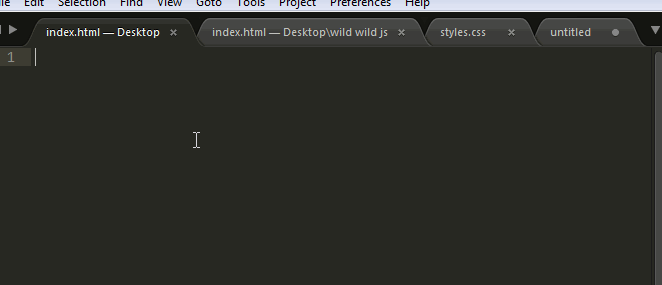 Edit Selection Find View Goto Tools Project Preferences Help
index.html — Desktop × index.html — Desktop\wild wild js × styles.css × untitled
1